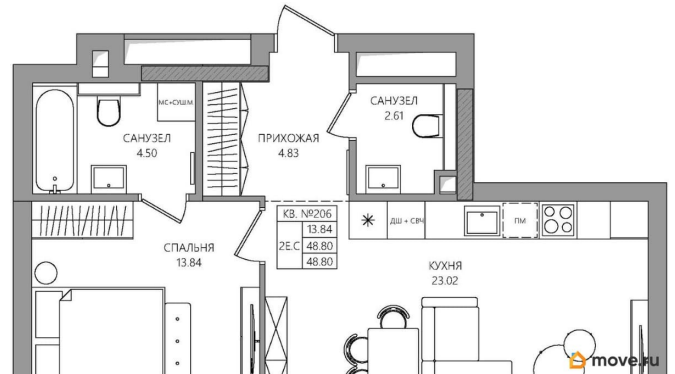 МС+СУШ.М
САНУЗЕЛ
4.50
ПРИХОЖАЯ
4.83
САНУЗЕЛ
2.61
КВ. №206
13.84
2Е.С
48.80
48.80
ДШ + СВЧ
ПМ
СПАЛЬНЯ
13.84
КУХНЯ
23.02
move.ru